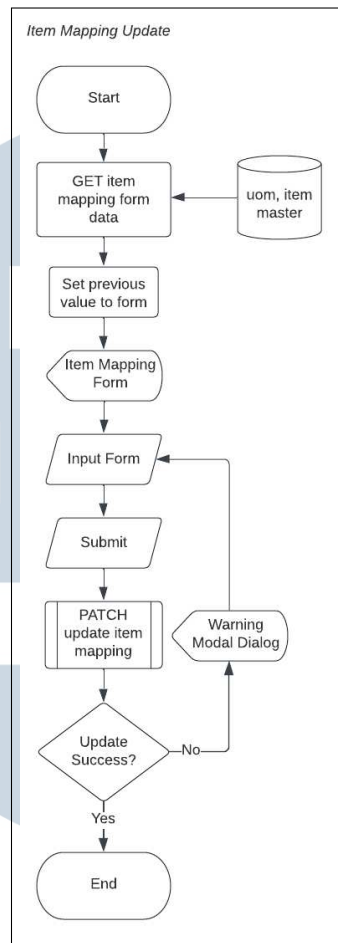 Item Mapping Update
Start
GET item
mapping form
data
uom, item
master
Set previous
value to form
Item Mapping
Form
Input Form
Submit
PATCH
update item
mapping
Warning
Modal Dialog
Update
Success?
No
Yes
End